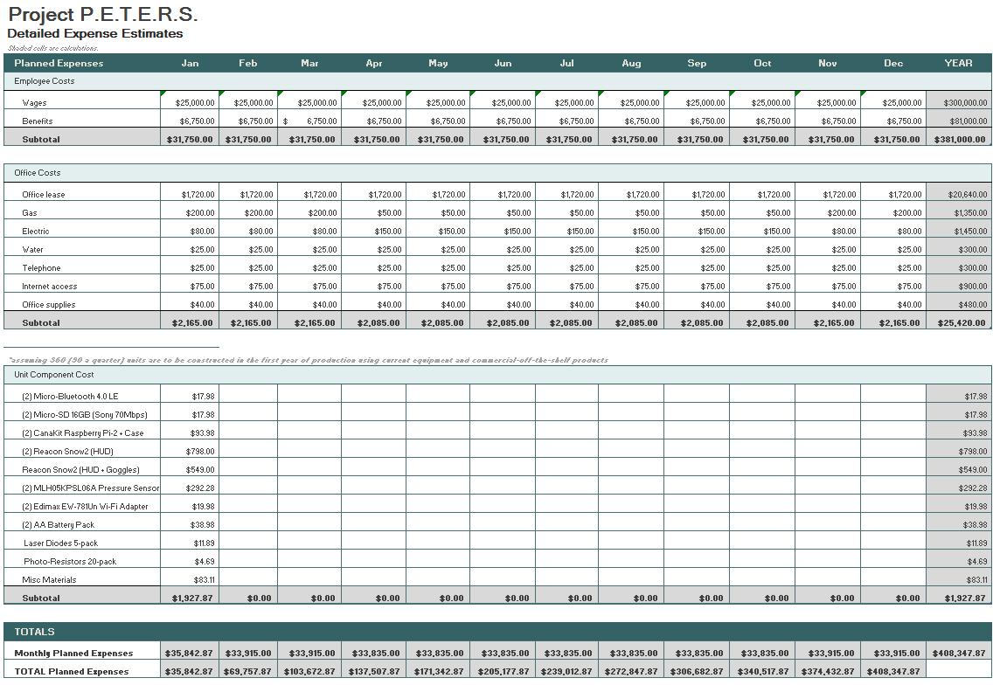 Project P.E.T.E.R.S.
Detailed Expense Estimates
Shaded cells are calculations.
Planned Expenses Jan Feb Mar Apr May Jun Jul Aug Sep Oct Nov Dec YEAR
Employee Costs
Wages $25,000.00 $25,000.00 $25,000.00 $25,000.00 $25,000.00 $25,000.00 $25,000.00 $25,000.00 $25,000.00 $25,000.00 $25,000.00 $25,000.00 $300,000.00
Benefits $6,750.00 $6,750.00 $ 6,750.00 $6,750.00 $6,750.00 $6,750.00 $6,750.00 $6,750.00 $6,750.00 $6,750.00 $6,750.00 $6,750.00 $81,000.00
Subtotal $31,750.00 $31,750.00 $31,750.00 $31,750.00 $31,750.00 $31,750.00 $31,750.00 $31,750.00 $31,750.00 $31,750.00 $31,750.00 $31,750.00 $381,000.00
Office Costs
Office lease $1,720.00 $1,720.00 $1,720.00 $1,720.00 $1,720.00 $1,720.00 $1,720.00 $1,720.00 $1,720.00 $1,720.00 $1,720.00 $1,720.00 $20,640.00
Gas $200.00 $200.00 $200.00 $50.00 $50.00 $50.00 $50.00 $50.00 $50.00 $50.00 $200.00 $200.00 $1,350.00
Electric $80.00 $80.00 $80.00 $150.00 $150.00 $150.00 $150.00 $150.00 $150.00 $150.00 $80.00 $80.00 $1,450.00
Water $25.00 $25.00 $25.00 $25.00 $25.00 $25.00 $25.00 $25.00 $25.00 $25.00 $25.00 $25.00 $300.00
Telephone $25.00 $25.00 $25.00 $25.00 $25.00 $25.00 $25.00 $25.00 $25.00 $25.00 $25.00 $25.00 $300.00
Internet access $75.00 $75.00 $75.00 $75.00 $75.00 $75.00 $75.00 $75.00 $75.00 $75.00 $75.00 $75.00 $900.00
Office supplies $40.00 $40.00 $40.00 $40.00 $40.00 $40.00 $40.00 $40.00 $40.00 $40.00 $40.00 $40.00 $480.00
Subtotal $2,165.00 $2,165.00 $2,165.00 $2,085.00 $2,085.00 $2,085.00 $2,085.00 $2,085.00 $2,085.00 $2,085.00 $2,165.00 $2,165.00 $25,420.00
*assuming 360 (90 a quarter) units are to be constructed in the first year of production using current equipment and commercial-off-the-shelf products
Unit Component Cost
(2) Micro-Bluetooth 4.0 LE $17.98 $17.98
(2) Micro-SD 16GB (Sony 70Mbps) $17.98 $17.98
(2) CanaKit Raspberry Pi-2 + Case $93.98 $93.98
(2) Reacon Snow2 (HUD) $798.00 $798.00
Reacon Snow2 (HUD + Goggles) $549.00 $549.00
(2) MLH05KPSL06A Pressure Sensor $292.28 $292.28
(2) Edimax EW-781Un Wi-Fi Adapter $19.98 $19.98
(2) AA Battery Pack $38.98 $38.98
Laser Diodes 5-pack $11.89 $11.89
Photo-Resistors 20-pack $4.69 $4.69
Misc Materials $83.11 $83.11
Subtotal $1,927.87 $0.00 $0.00 $0.00 $0.00 $0.00 $0.00 $0.00 $0.00 $0.00 $0.00 $0.00 $1,927.87
TOTALS
Monthly Planned Expenses $35,842.87 $33,915.00 $33,915.00 $33,835.00 $33,835.00 $33,835.00 $33,835.00 $33,835.00 $33,835.00 $33,835.00 $33,915.00 $33,915.00 $408,347.87
TOTAL Planned Expenses $35,842.87 $69,757.87 $103,672.87 $137,507.87 $171,342.87 $205,177.87 $239,012.87 $272,847.87 $306,682.87 $340,517.87 $374,432.87 $408,347.87